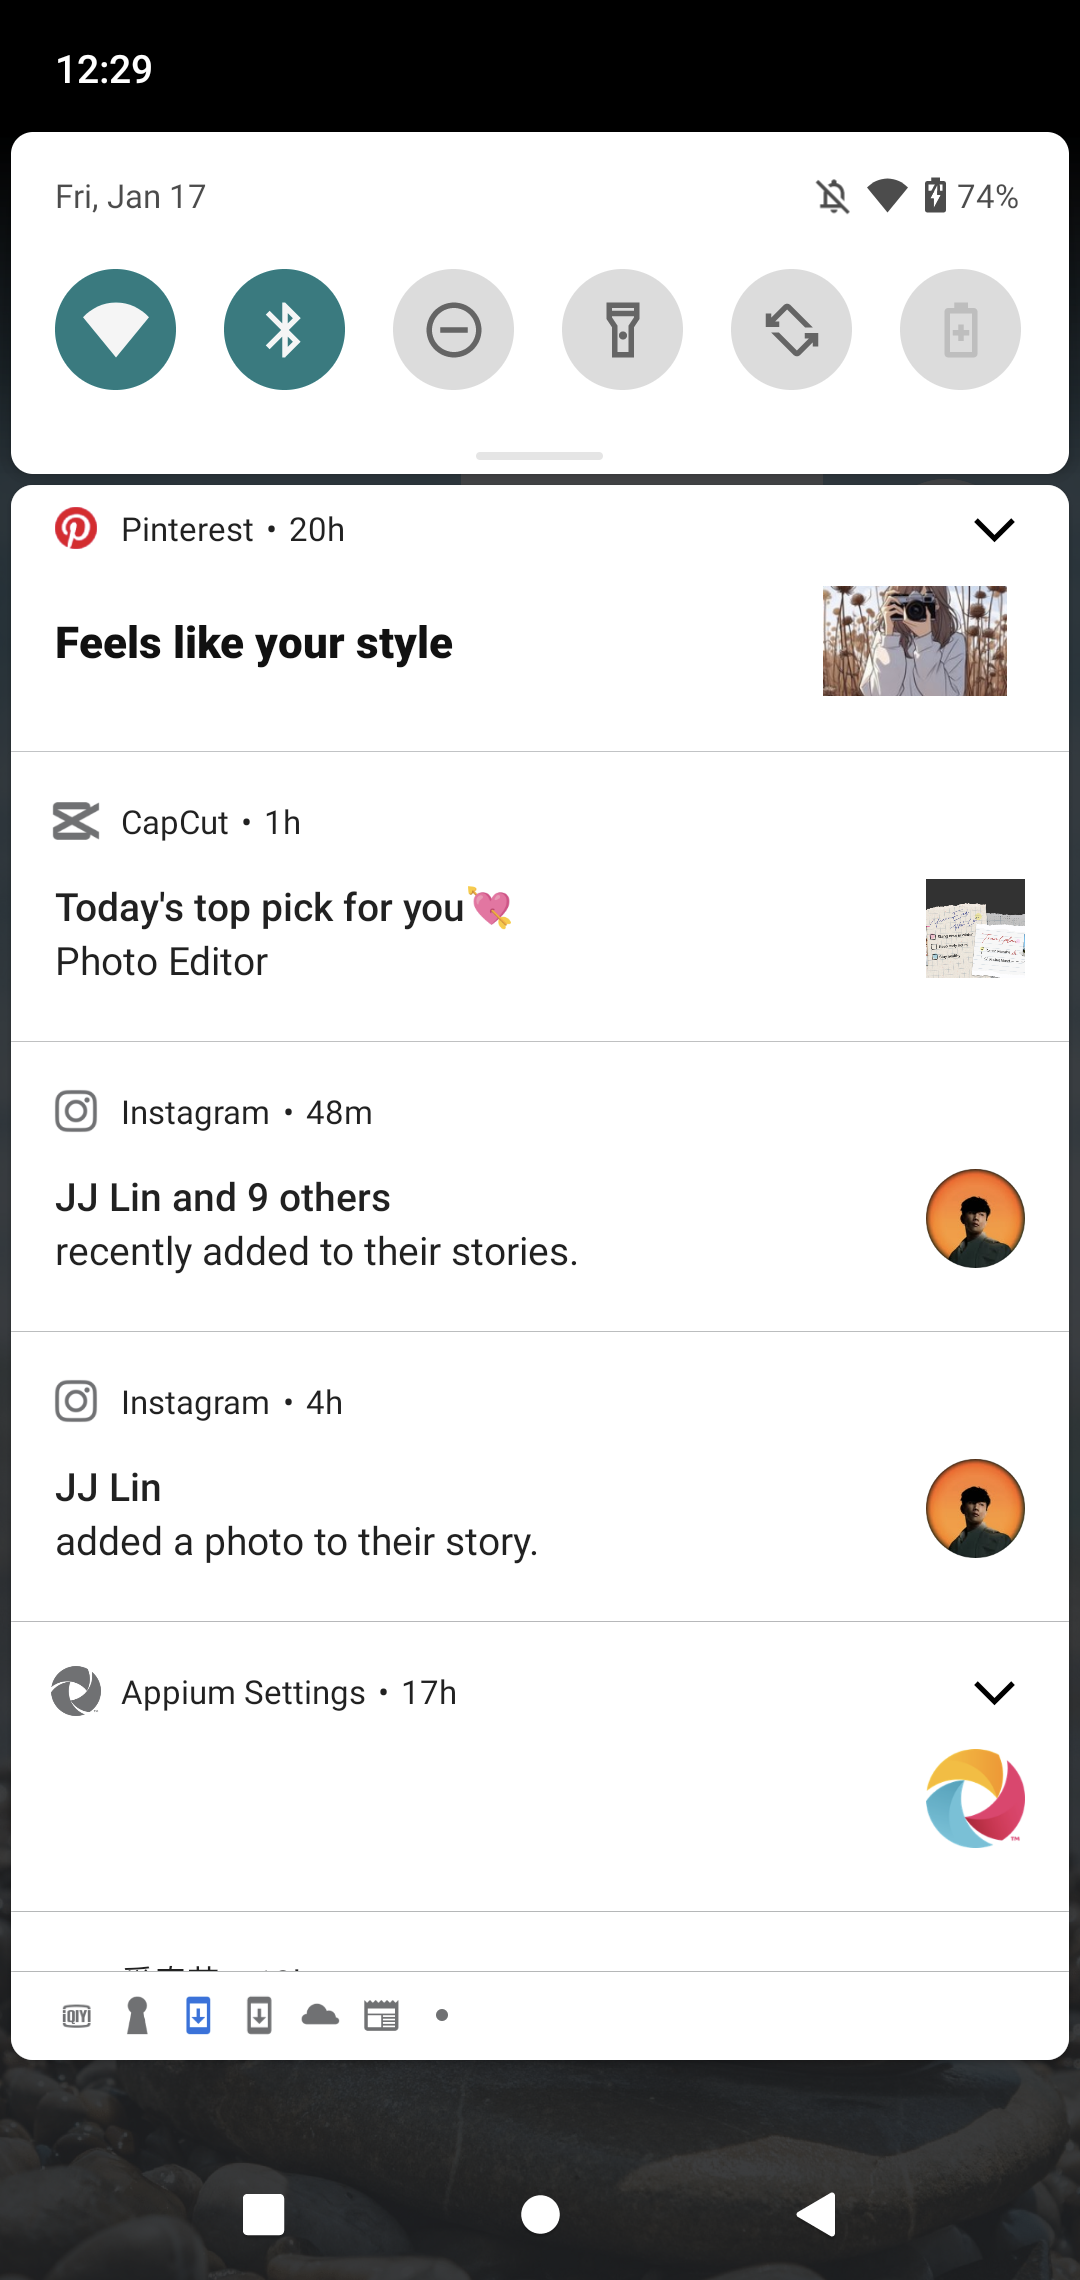 12:29
Fri, Jan 17
74%
Pinterest • 20h
Feels like your style
CapCut • 1h
Today's top pick for you💘
Photo Editor
Instagram • 48m
JJ Lin and 9 others
recently added to their stories.
Instagram • 4h
JJ Lin
added a photo to their story.
Appium Settings • 17h
iQIYI